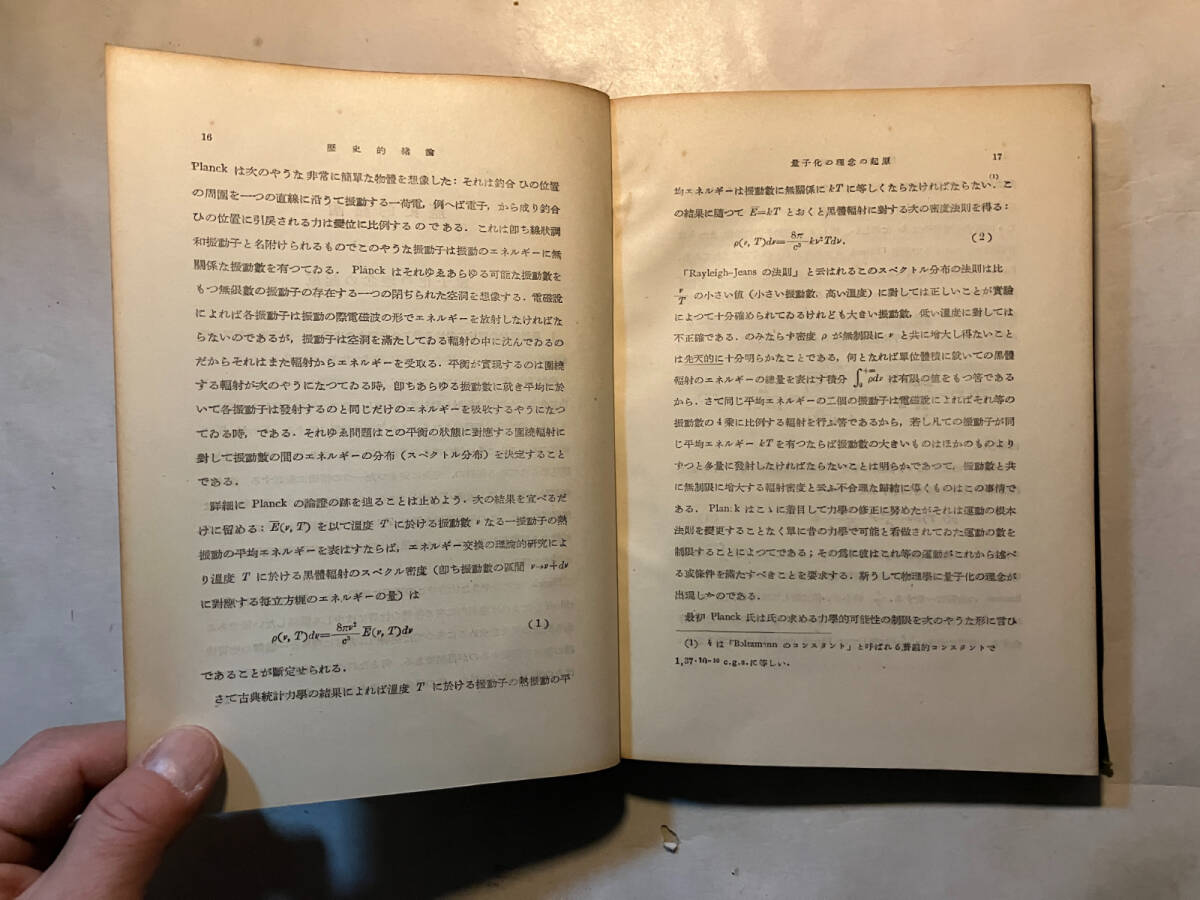 16
歷史的緖論
Planck は次のやうな非常に簡單な物體を想像した：それは釣合ひの位置
の周圍を一つの直線に沿うて振動する一荷電，例へば電子，から成り釣合
ひの位置に引戾される力は變位に比例するのである．これは卽ち線狀調
和振動子と名附けられるものでこのやうな振動子は振動のエネルギーに無
關係な振動數を有つてゐる．Planck はそれゆゑあらゆる可能な振動數を
もつ無限數の振動子の存在する一つの閉ぢられた空洞を想像する．電磁說
によれば各振動子は振動の際電磁波の形でエネルギーを放射しなければな
らないのであるが，振動子は空洞を滿たしてゐる輻射の中に沈んでゐるの
だからそれはまた輻射からエネルギーを受取る．平衡が實現するのは圍繞
する輻射が次のやうになつてゐる時，卽ちあらゆる振動數に就き平均に於
いて各振動子は發射するのと同じだけのエネルギーを吸收するやうになつ
てゐる時，である．それゆゑ問題はこの平衡の狀態に對應する圍繞輻射に
對して振動數の間のエネルギーの分布（スペクトル分布）を決定すること
である．
詳細に Planck の論證の跡を辿ることは止めよう．次の結果を宜べるだ
けに留める：E̅(ν, T) を以て溫度 T に於ける振動數 ν なる一振動子の熱
振動の平均エネルギーを表はすならば，エネルギー交換の理論的硏究によ
り溫度 T に於ける黑體輻射のスペクル密度（卽ち振動數の區間 ν→ν+dν
に對應する每立方糎のエネルギーの量）は
ρ(ν, T)dν=8πν²/c³ E̅(ν, T)dν (1)
であることが斷定せられる．
さて古典統計力學の結果によれば溫度 T に於ける振動子の熱振動の平
量子化の理念の起原
17
均エネルギーは振動數に無關係に kT に等しくならなければならない．(1) こ
の結果に隨つて E̅=kT とおくと黑體輻射に對する次の密度法則を得る：
ρ(ν, T)dν=8π/c³ kν²Tdν. (2)
「Rayleigh-Jeans の法則」と云はれるこのスペクトル分布の法則は比
ν/T の小さい値（小さい振動數，高い溫度）に對しては正しいことが實驗
によつて十分確められてゐるけれども大きい振動數，低い溫度に對しては
不正確である．のみならず密度 ρ が無制限に ν と共に增大し得ないこと
は先天的に十分明らかなことである，何となれば單位體積に就いての黑體
輻射のエネルギーの總量を表はす積分 ∫₀^{+∞} ρdν は有限の値をもつ筈である
から．さて同じ平均エネルギーの二個の振動子は電磁說によればそれ等の
振動數の 4 乘に比例する輻射を行ふ筈であるから，若し凡ての振動子が同
じ平均エネルギー kT を有つならば振動數の大きいものはほかのものより
ずつと多量に發射しなければならないことは明らかであつて，振動數と共
に無制限に增大する輻射密度と云ふ不合理な歸結に導くものはこの事情で
ある．Planck はこゝに着目して力學の修正に努めたがそれは運動の根本
法則を變更することなく單に昔の力學で可能と看做されてゐた運動の數を
制限することによつてである；その爲に彼はこれ等の運動がこれから述べ
る或條件を滿たすべきことを要求する．斯うして物理學に量子化の理念が
出現しかのである．
最初 Planck 氏は氏の求める力學的可能性の制限を次のやうな形に言ひ
(1) k は「Boltzmann のコンスタント」と呼ばれる普遍的コンスタントで
1,37·10⁻¹⁶ c.g.s. に等しい．